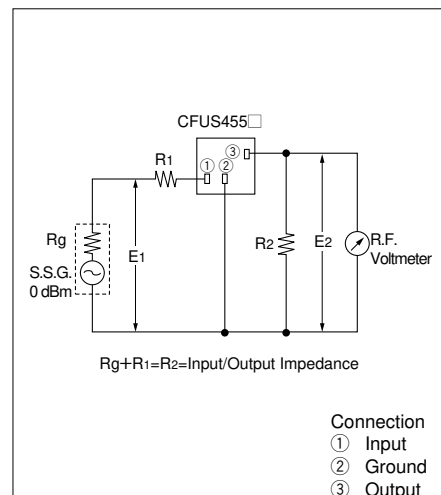 CFUS455□
③
R1
① ②
Rg
E1
R2
E2
R.F.
Voltmeter
S.S.G.
0 dBm
Rg+R1=R2=Input/Output Impedance
Connection
① Input
② Ground
③ Output